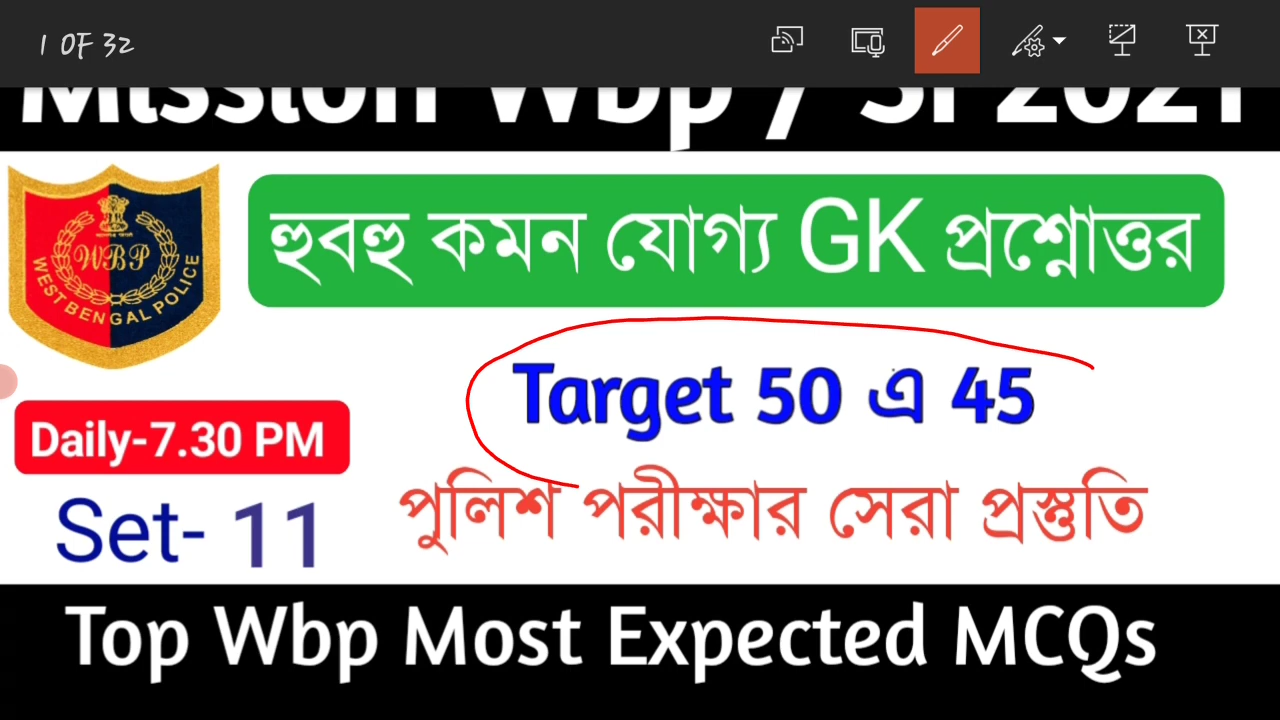 1 OF 32
Mission Wbp / SI 2021
হুবহু কমন যোগ্য GK প্রশ্নোত্তর
WBP
WEST BENGAL POLICE
Target 50 এ 45
Daily-7.30 PM
Set- 11
পুলিশ পরীক্ষার সেরা প্রস্তুতি
Top Wbp Most Expected MCQs